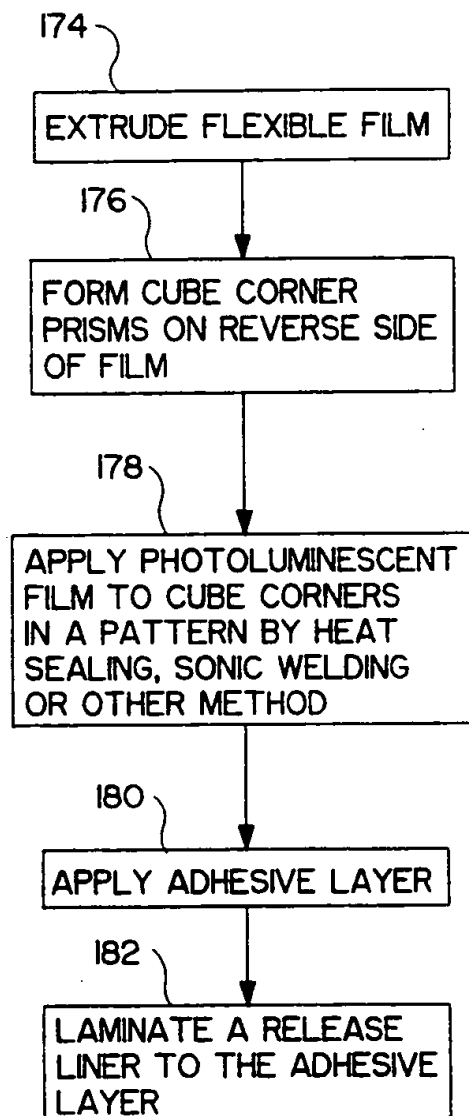 174
EXTRUDE FLEXIBLE FILM
176
FORM CUBE CORNER
PRISMS ON REVERSE SIDE
OF FILM
178
APPLY PHOTOLUMINESCENT
FILM TO CUBE CORNERS
IN A PATTERN BY HEAT
SEALING, SONIC WELDING
OR OTHER METHOD
180
APPLY ADHESIVE LAYER
182
LAMINATE A RELEASE
LINER TO THE ADHESIVE
LAYER